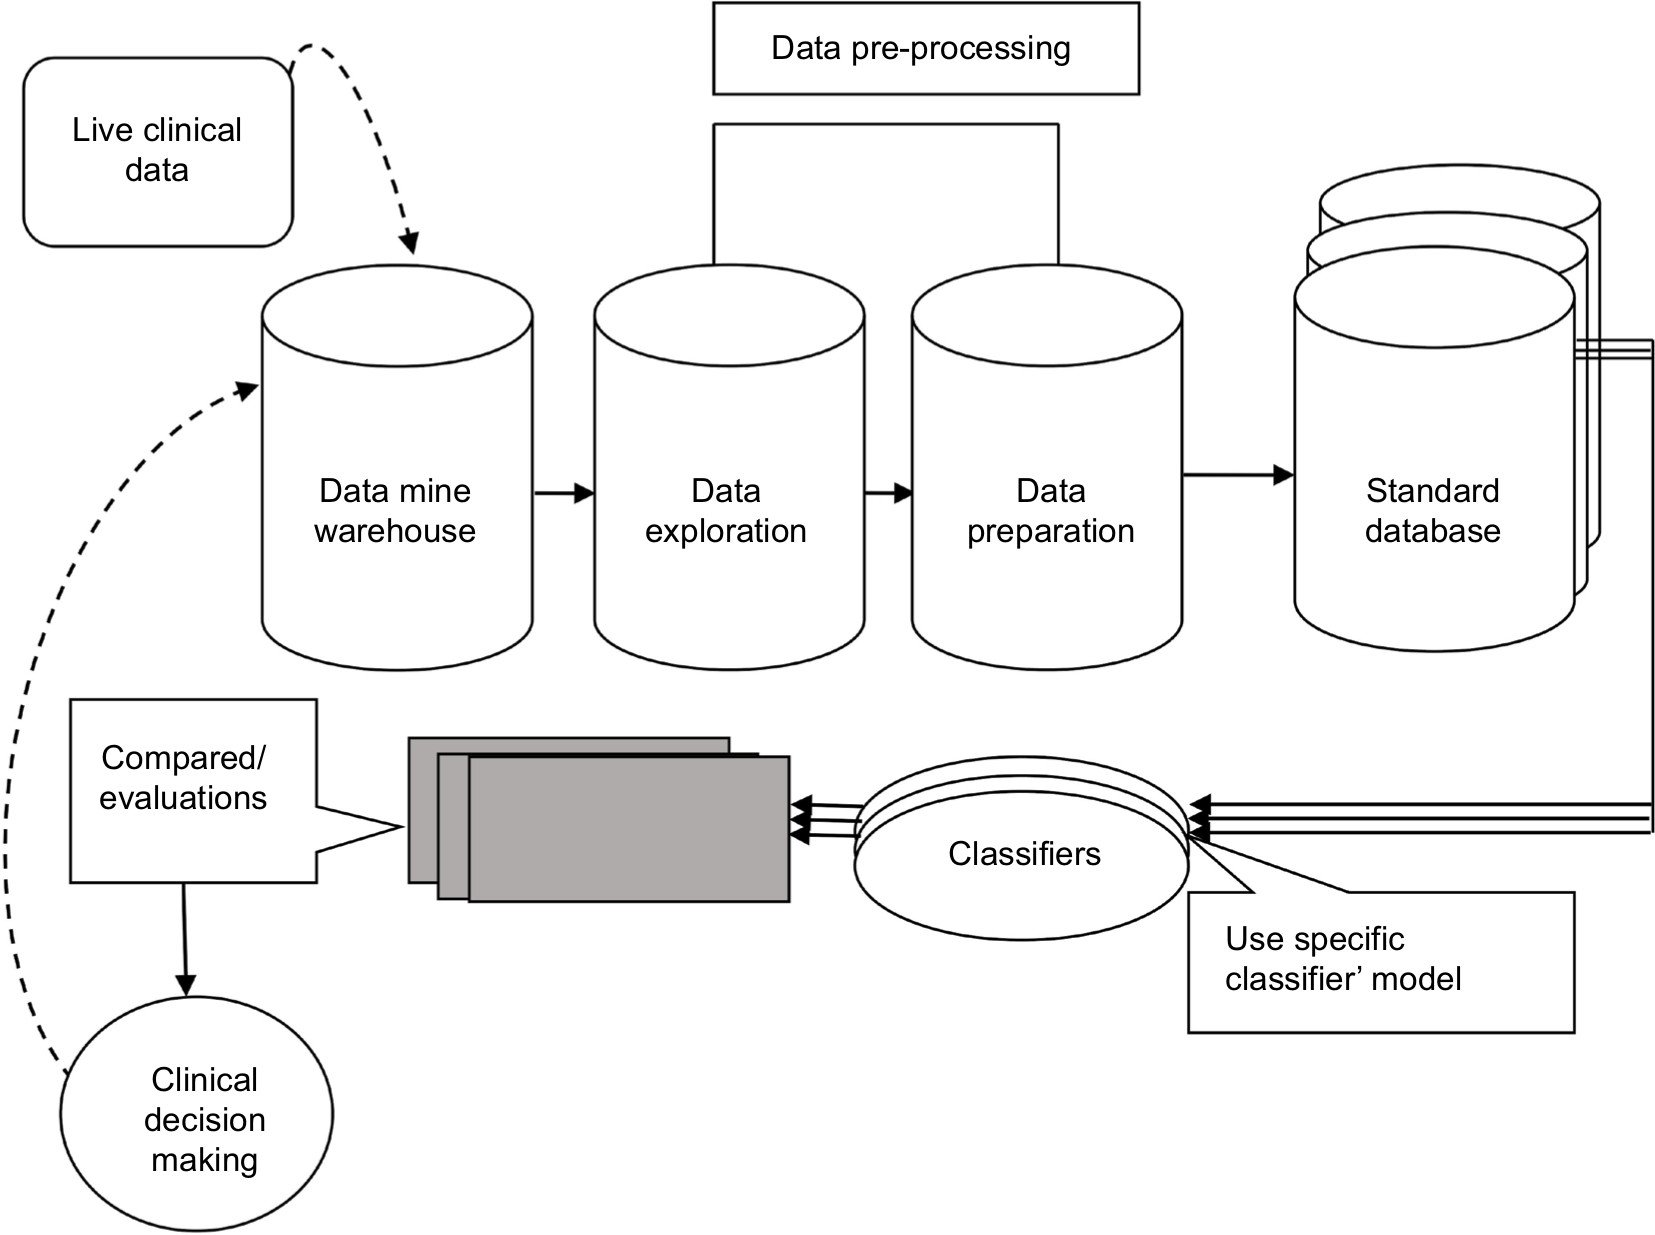 Data pre-processing
Live clinical
data
Data mine
warehouse
Data
exploration
Data
preparation
Standard
database
Compared/
evaluations
Classifiers
Use specific
classifier’ model
Clinical
decision
making